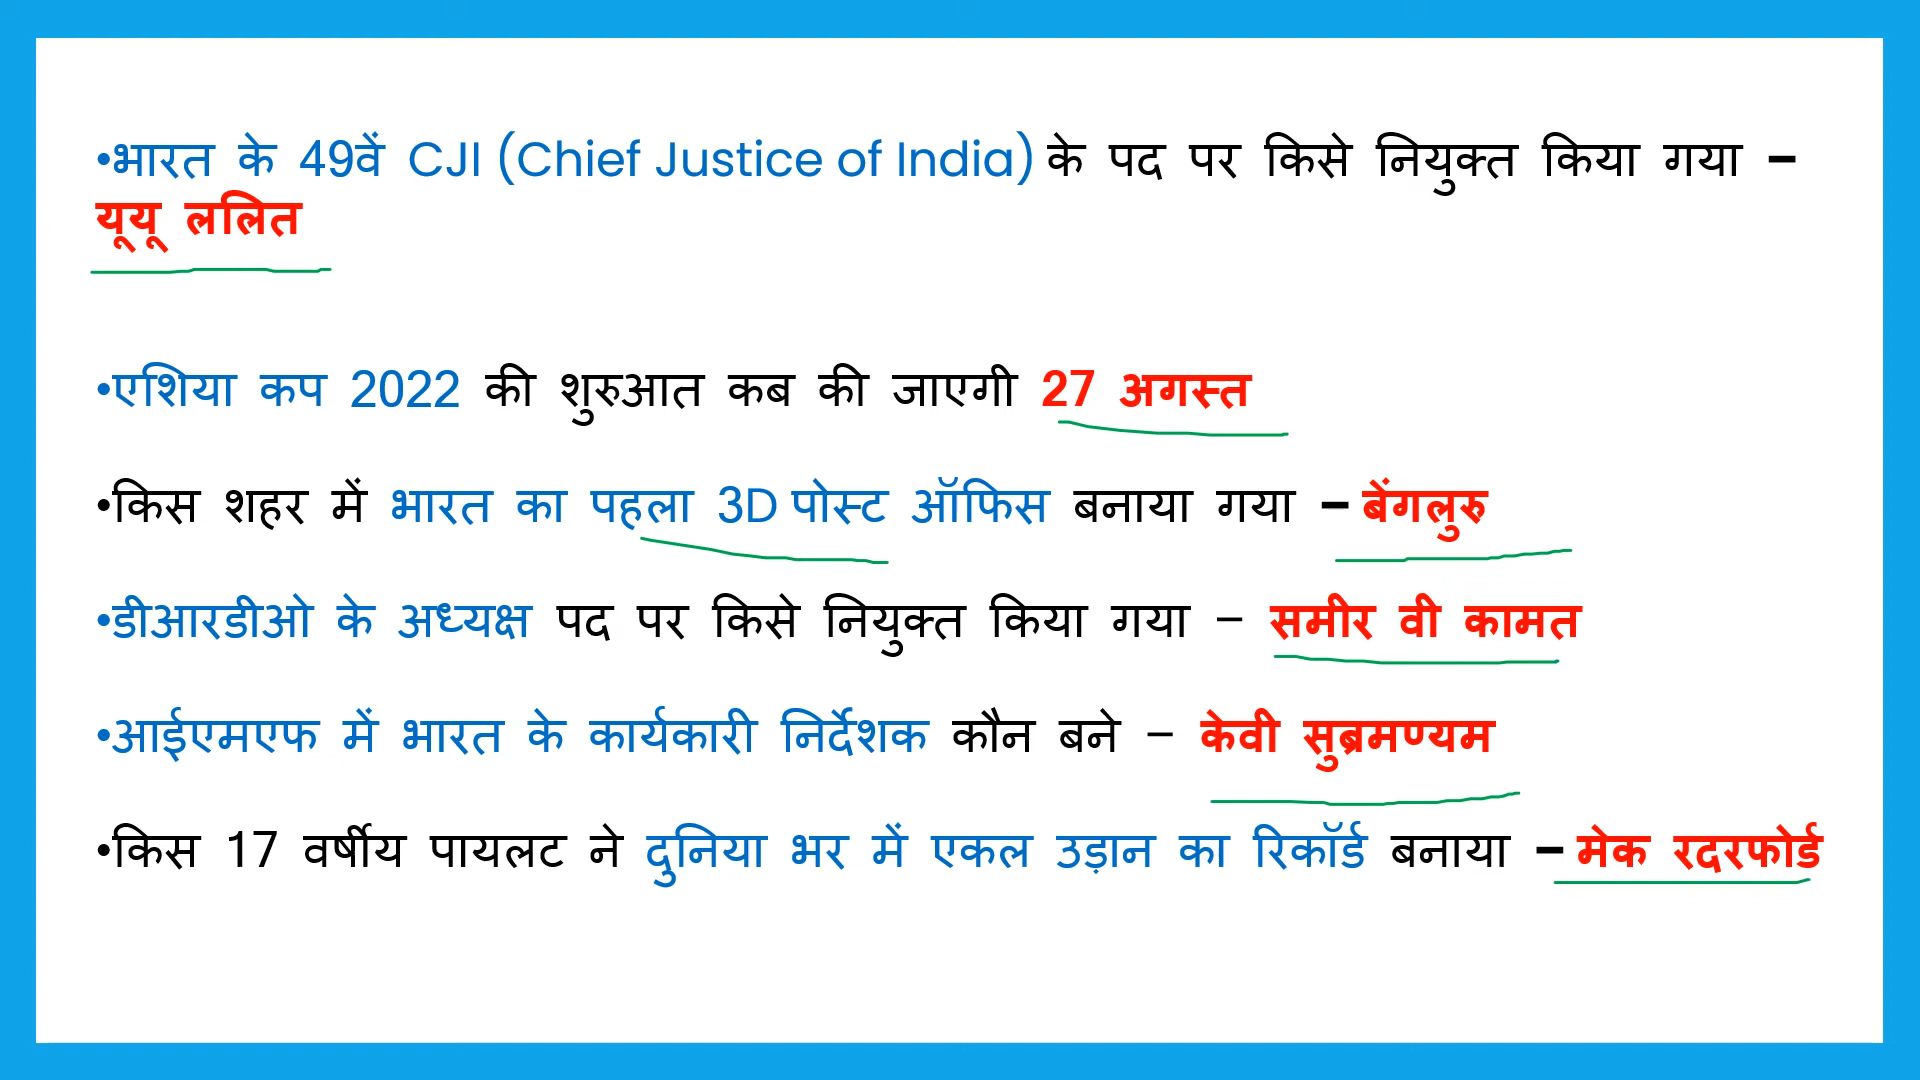 •भारत के 49वें CJI (Chief Justice of India) के पद पर किसे नियुक्त किया गया –
यूयू ललित
•एशिया कप 2022 की शुरुआत कब की जाएगी 27 अगस्त
•किस शहर में भारत का पहला 3D पोस्ट ऑफिस बनाया गया – बेंगलुरु
•डीआरडीओ के अध्यक्ष पद पर किसे नियुक्त किया गया – समीर वी कामत
•आईएमएफ में भारत के कार्यकारी निर्देशक कौन बने – केवी सुब्रमण्यम
•किस 17 वर्षीय पायलट ने दुनिया भर में एकल उड़ान का रिकॉर्ड बनाया – मेक रदरफोर्ड